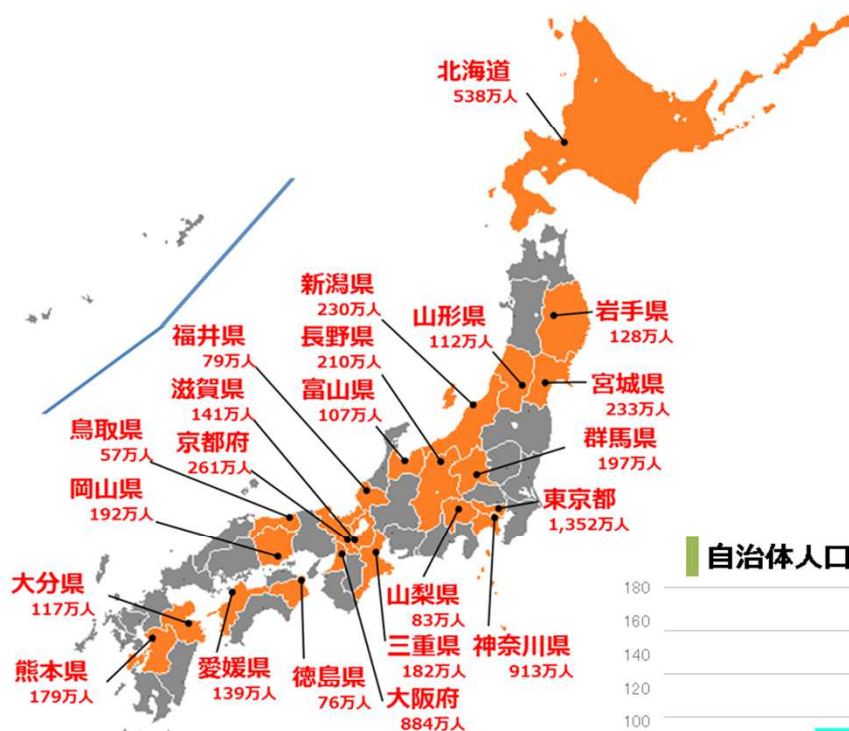 北海道
538万人
新潟県
230万人
山形県
112万人
岩手県
128万人
福井県
79万人
長野県
210万人
宮城県
233万人
滋賀県
141万人
富山県
107万人
鳥取県
57万人
京都府
261万人
群馬県
197万人
岡山県
192万人
東京都
1,352万人
大分県
117万人
山梨県
83万人
熊本県
179万人
愛媛県
139万人
徳島県
76万人
三重県
182万人
神奈川県
913万人
大阪府
884万人
自治体人口
180
160
140
120
100